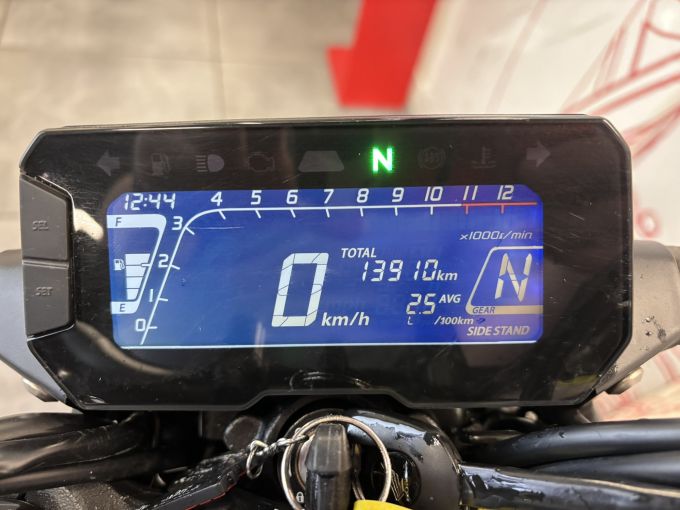 N
12:44
4 5 6 7 8 9 10 11 12
F 3
x1000r/min
TOTAL
13910km
2
N
SEL
0 km/h
2.5 AVG
L /100km
GEAR
1
SET
E
0
SIDE STAND